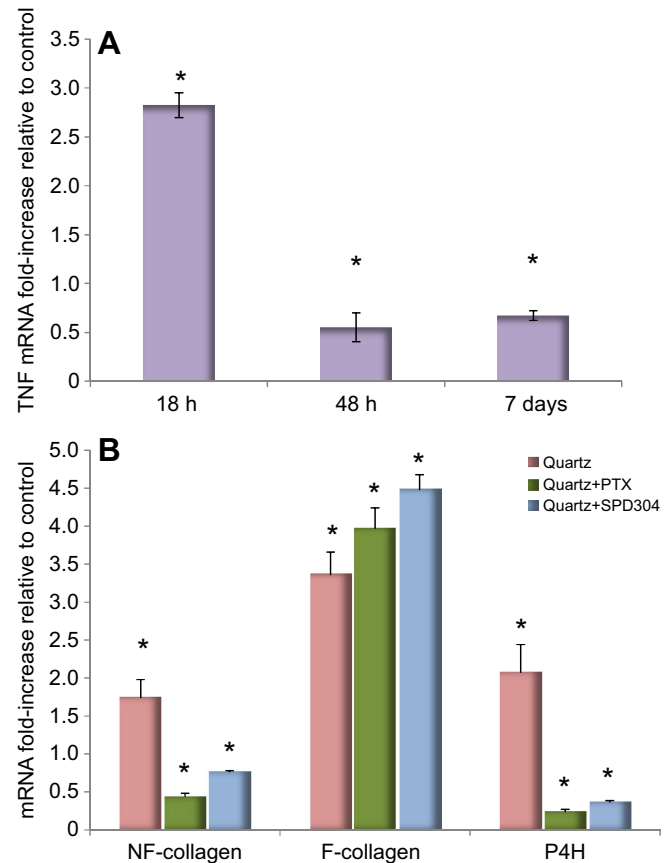 A
TNF mRNA fold-increase relative to control
3.5
3.0
2.5
2.0
1.5
1.0
0.5
0
*
*
*
18 h
48 h
7 days
B
mRNA fold-increase relative to control
5.0
4.5
4.0
3.5
3.0
2.5
2.0
1.5
1.0
0.5
0
Quartz
Quartz+PTX
Quartz+SPD304
*
*
*
*
*
*
*
*
*
NF-collagen
F-collagen
P4H